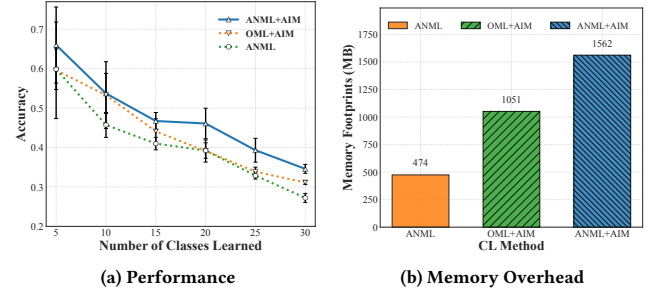 ANML+AIM
OML+AIM
ANML
Accuracy
0.7
0.6
0.5
0.4
0.3
0.2
5 10 15 20 25 30
Number of Classes Learned
(a) Performance
ANML OML+AIM ANML+AIM
Memory Footprints (MB)
1750
1500
1250
1000
750
500
250
0
474
1051
1562
ANML OML+AIM ANML+AIM
CL Method
(b) Memory Overhead